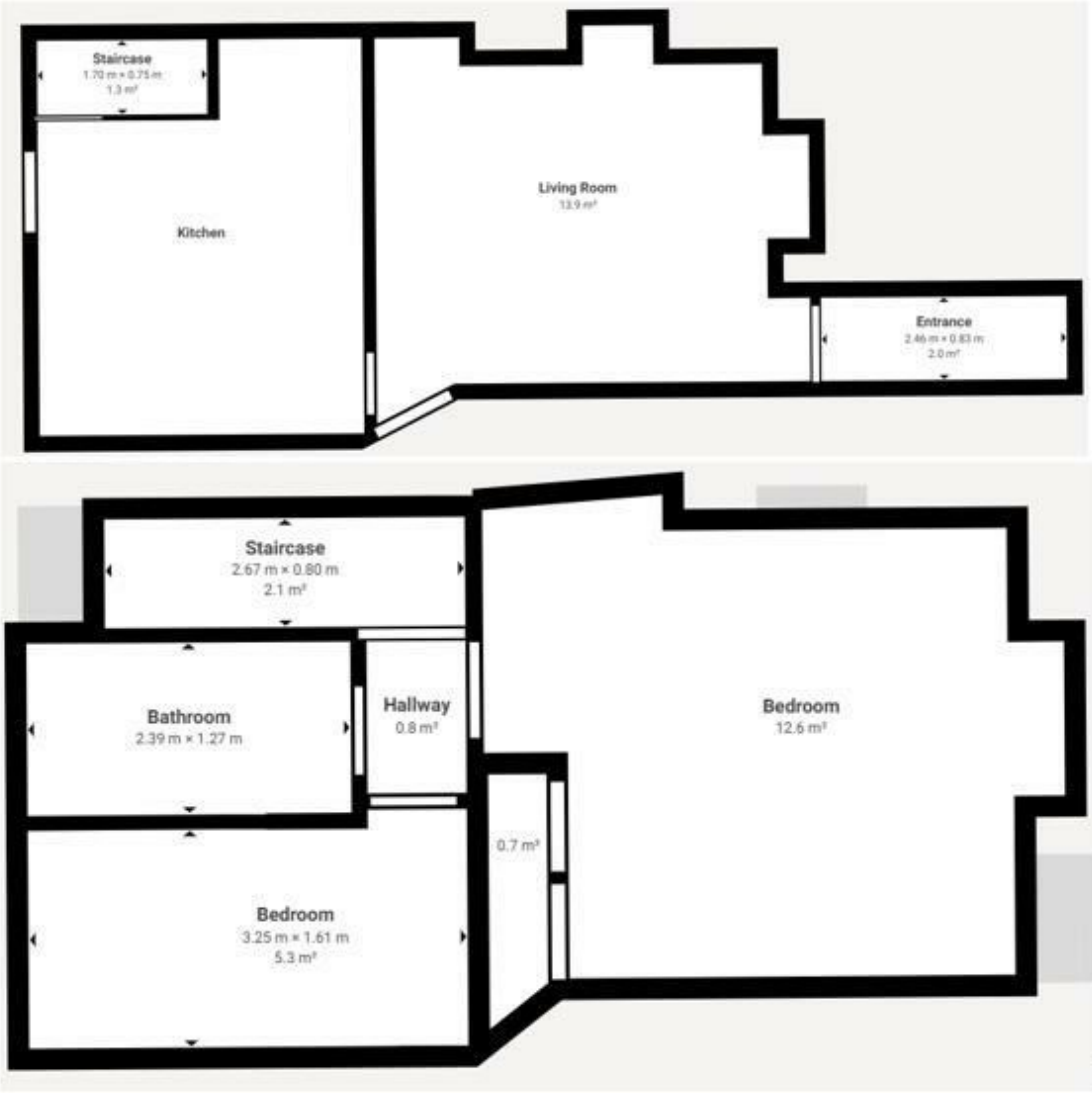 Staircase
1.70 m × 0.75 m
1.3 m²
Living Room
13.9 m²
Kitchen
Entrance
2.46 m × 0.83 m
2.0 m²
Staircase
2.67 m × 0.80 m
2.1 m²
Bathroom
2.39 m × 1.27 m
Hallway
0.8 m²
Bedroom
12.6 m²
0.7 m²
Bedroom
3.25 m × 1.61 m
5.3 m²